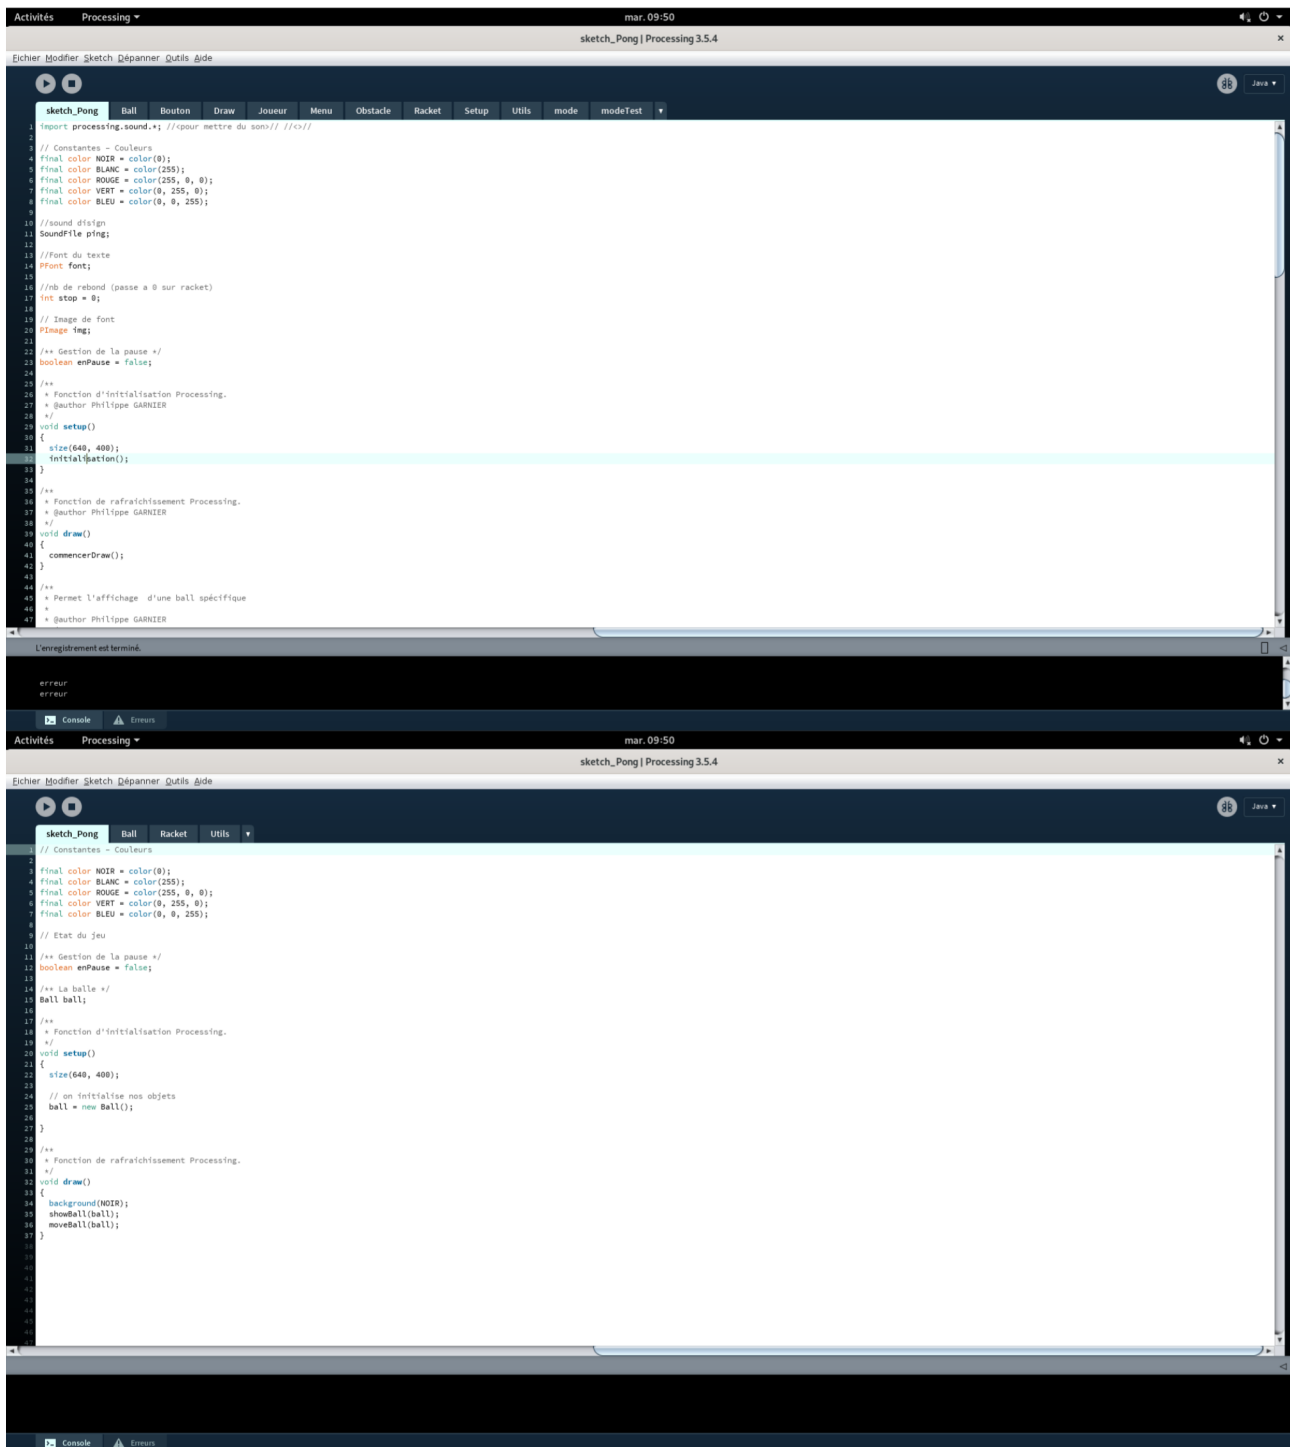 Activités Processing ▾ mar. 09:50
sketch_Pong | Processing 3.5.4 ×
Fichier Modifier Sketch Dépanner Outils Aide
Java ▾
sketch_Pong Ball Bouton Draw Joueur Menu Obstacle Racket Setup Utils mode modeTest ▾
1 import processing.sound.*; //<pour mettre du son>// //<>//
2
3 // Constantes – Couleurs
4 final color NOIR = color(0);
5 final color BLANC = color(255);
6 final color ROUGE = color(255, 0, 0);
7 final color VERT = color(0, 255, 0);
8 final color BLEU = color(0, 0, 255);
9
10 //sound disign
11 SoundFile ping;
12
13 //Font du texte
14 PFont font;
15
16 //nb de rebond (passe a 0 sur racket)
17 int stop = 0;
18
19 // Image de font
20 PImage img;
21
22 /** Gestion de la pause */
23 boolean enPause = false;
24
25 /**
26 * Fonction d'initialisation Processing.
27 * @author Philippe GARNIER
28 */
29 void setup()
30 {
31 size(640, 400);
32 initialisation();
33 }
34
35 /**
36 * Fonction de rafraichissement Processing.
37 * @author Philippe GARNIER
38 */
39 void draw()
40 {
41 commencerDraw();
42 }
43
44 /**
45 * Permet l'affichage  d'une ball spécifique
46 *
47 * @author Philippe GARNIER
L'enregistrement est terminé.
erreur
erreur
Console Erreurs
Activités Processing ▾ mar. 09:50
sketch_Pong | Processing 3.5.4 ×
Fichier Modifier Sketch Dépanner Outils Aide
Java ▾
sketch_Pong Ball Racket Utils ▾
1 // Constantes – Couleurs
2
3 final color NOIR = color(0);
4 final color BLANC = color(255);
5 final color ROUGE = color(255, 0, 0);
6 final color VERT = color(0, 255, 0);
7 final color BLEU = color(0, 0, 255);
8
9 // Etat du jeu
10
11 /** Gestion de la pause */
12 boolean enPause = false;
13
14 /** La balle */
15 Ball ball;
16
17 /**
18 * Fonction d'initialisation Processing.
19 */
20 void setup()
21 {
22 size(640, 400);
23
24 // on initialise nos objets
25 ball = new Ball();
26
27 }
28
29 /**
30 * Fonction de rafraichissement Processing.
31 */
32 void draw()
33 {
34 background(NOIR);
35 showBall(ball);
36 moveBall(ball);
37 }
38
39
40
41
42
43
44
45
46
47
Console Erreurs